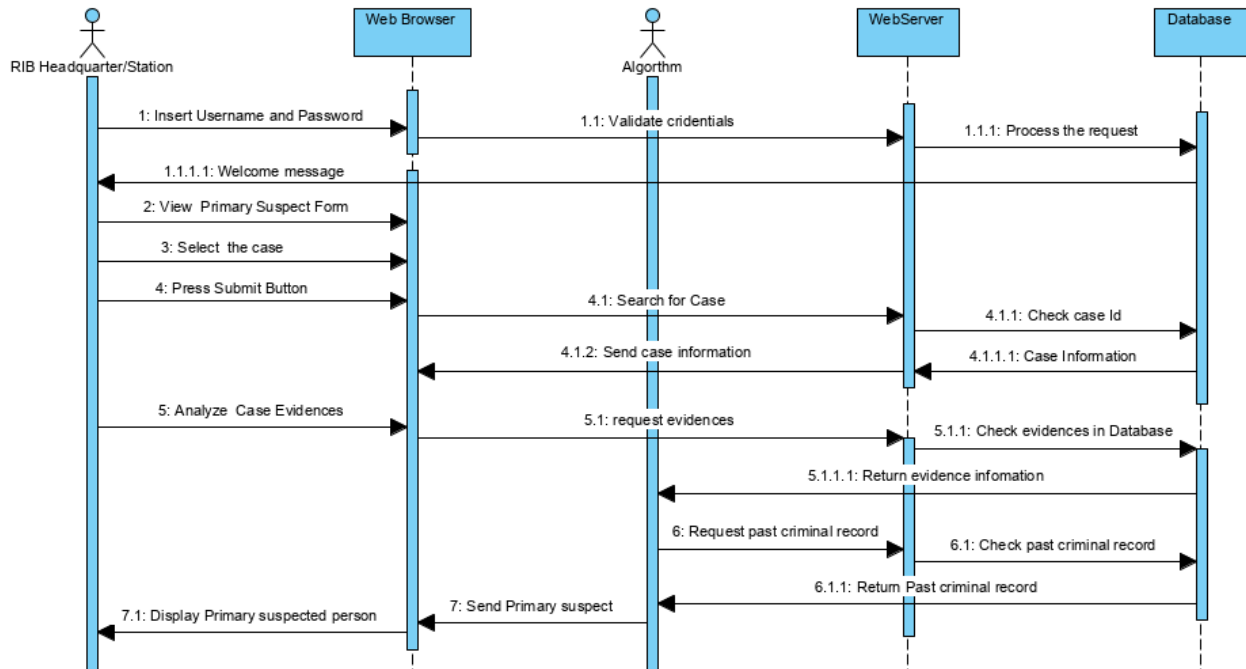 Web Browser
WebServer
Database
RIB Headquarter/Station
Algorthm
1: Insert Username and Password
1.1: Validate cridentials
1.1.1: Process the request
1.1.1.1: Welcome message
2: View Primary Suspect Form
3: Select the case
4: Press Submit Button
4.1: Search for Case
4.1.1: Check case Id
4.1.2: Send case information
4.1.1.1: Case Information
5: Analyze Case Evidences
5.1: request evidences
5.1.1: Check evidences in Database
5.1.1.1: Return evidence infomation
6: Request past criminal record
6.1: Check past criminal record
6.1.1: Return Past criminal record
7: Send Primary suspect
7.1: Display Primary suspected person